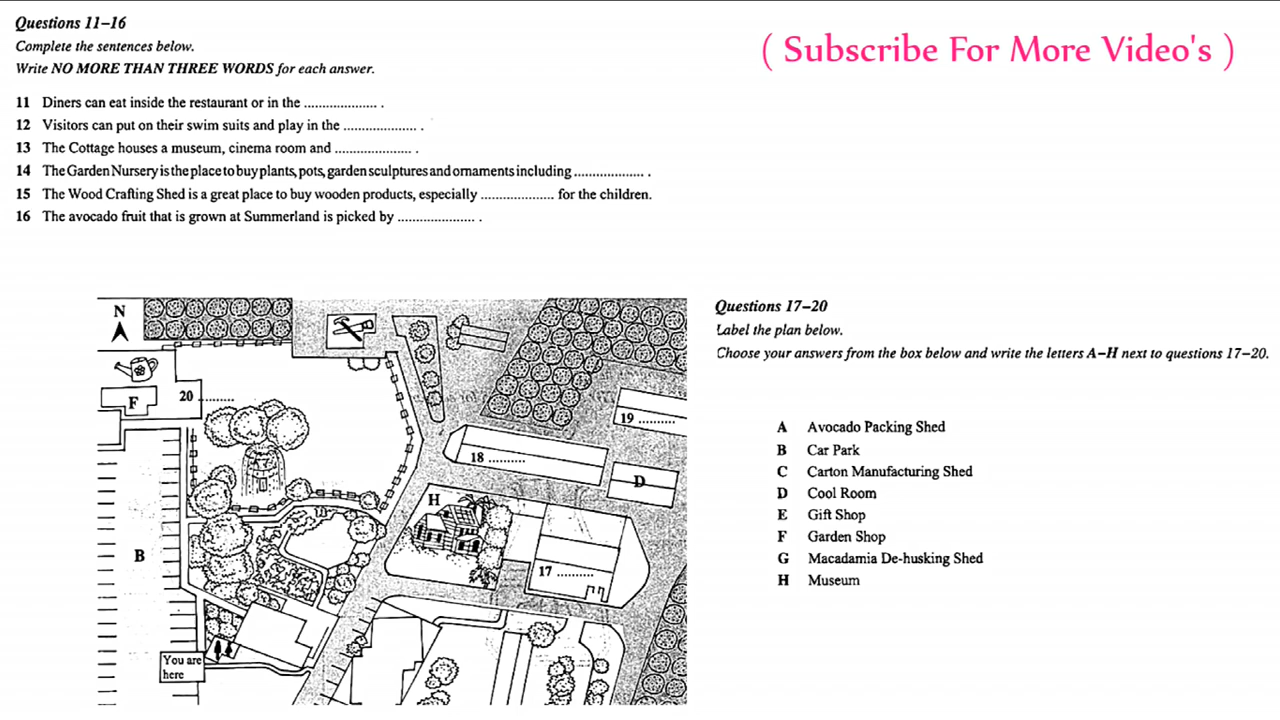 Questions 11–16
Complete the sentences below.
Write NO MORE THAN THREE WORDS for each answer.
( Subscribe For More Video's )
11 Diners can eat inside the restaurant or in the .................... .
12 Visitors can put on their swim suits and play in the ................... .
13 The Cottage houses a museum, cinema room and .................... .
14 The Garden Nursery is the place to buy plants, pots, garden sculptures and ornaments including ................... .
15 The Wood Crafting Shed is a great place to buy wooden products, especially ................... for the children.
16 The avocado fruit that is grown at Summerland is picked by .................... .
N
F
20 .........
19 ..........
18 ..........
D
H
B
17 ..........
You are
here
Questions 17–20
Label the plan below.
Choose your answers from the box below and write the letters A–H next to questions 17–20.
A Avocado Packing Shed
B Car Park
C Carton Manufacturing Shed
D Cool Room
E Gift Shop
F Garden Shop
G Macadamia De-husking Shed
H Museum